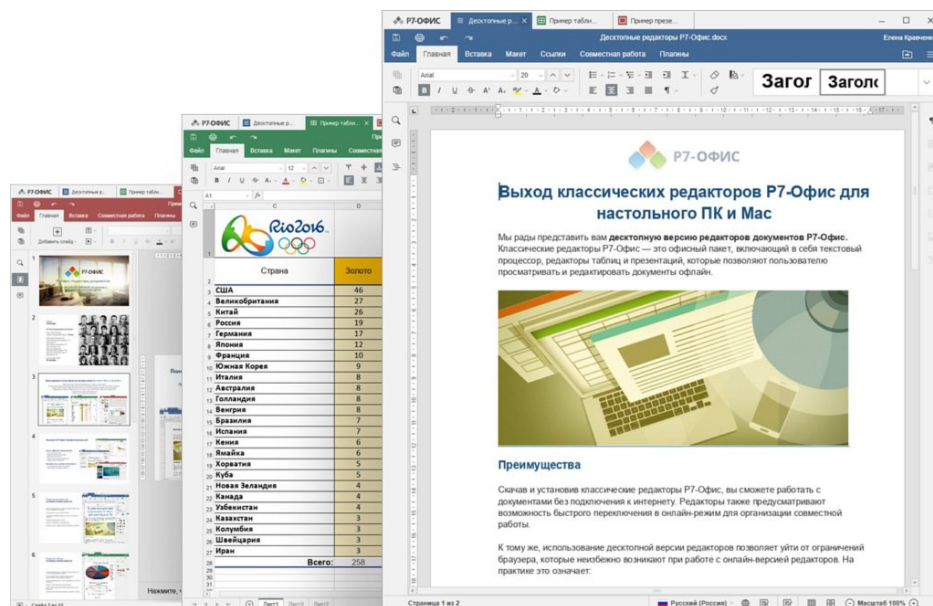 Р7-ОФИС
Десктопные р...
Пример табли...
Пример презе...
Десктопные редакторы Р7-Офис.docx
Файл Главная Вставка Макет Ссылки Совместная работа Плагины
Arial
20
Загол
Заголо
Р7-ОФИС
Выход классических редакторов Р7-Офис для
настольного ПК и Мас
Мы рады представить вам десктопную версию редакторов документов Р7-Офис.
Классические редакторы Р7-Офис — это офисный пакет, включающий в себя текстовый
процессор, редакторы таблиц и презентаций, которые позволяют пользователю
просматривать и редактировать документы офлайн.
Преимущества
Скачав и установив классические редакторы Р7-Офис, вы сможете работать с
документами без подключения к интернету. Редакторы также предусматривают
возможность быстрого переключения в онлайн-режим для организации совместной
работы.
К тому же, использование десктопной версии редакторов позволяет уйти от ограничений
браузера, которые неизбежно возникают при работе с онлайн-версией редакторов. На
практике это означает:
Страница 1 из 2
Русский (Россия)
Масштаб 100%
Р7-ОФИС
Десктопные р...
Пример табли...
Файл Главная Вставка Макет Плагины
Arial
12
A1
C D
Rio2016
Страна Золото
США 46
Великобритания 27
Китай 26
Россия 19
Германия 17
Япония 12
Франция 10
Южная Корея 9
Италия 8
Австралия 8
Голландия 8
Венгрия 8
Бразилия 7
Испания 7
Кения 6
Ямайка 6
Хорватия 5
Куба 5
Новая Зеландия 4
Канада 4
Узбекистан 4
Казахстан 3
Колумбия 3
Швейцария 3
Иран 3
Всего: 258
Лист1 Лист3 Лист2
Р7-ОФИС
Десктопные р...
Пример табли...
Файл Главная Вставка Совместная работа Плагины
Добавить слайд
1
Р7-ОФИС
2
3
4
5
6